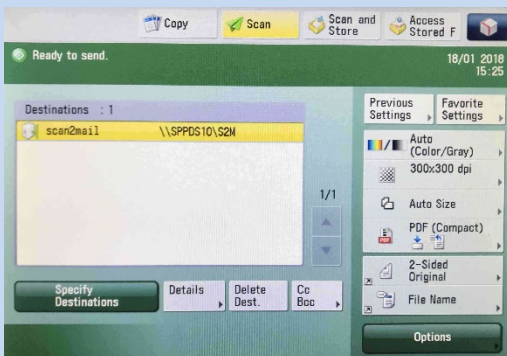 Copy
Scan
Scan and
Store
Access
Stored F
Ready to send.
18/01 2018
15:25
Destinations : 1
scan2mail \\SPPDS10\S2M
1/1
Specify
Destinations
Details
Delete
Dest.
Cc
Bcc
Previous
Settings
Favorite
Settings
Auto
(Color/Gray)
300x300 dpi
Auto Size
PDF (Compact)
2-Sided
Original
File Name
Options